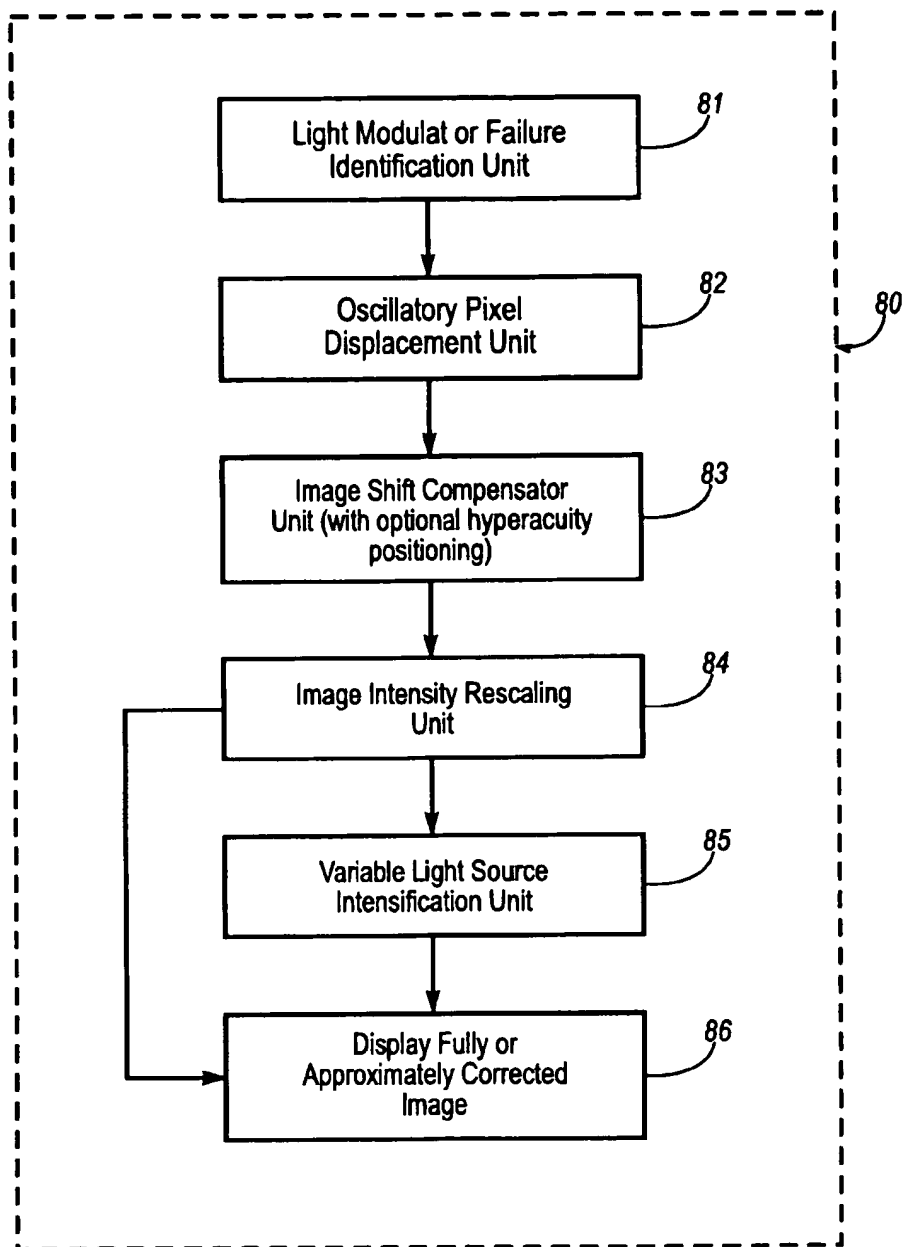 81
Light Modulat or Failure
Identification Unit
82
Oscillatory Pixel
Displacement Unit
80
83
Image Shift Compensator
Unit (with optional hyperacuity
positioning)
84
Image Intensity Rescaling
Unit
85
Variable Light Source
Intensification Unit
86
Display Fully or
Approximately Corrected
Image